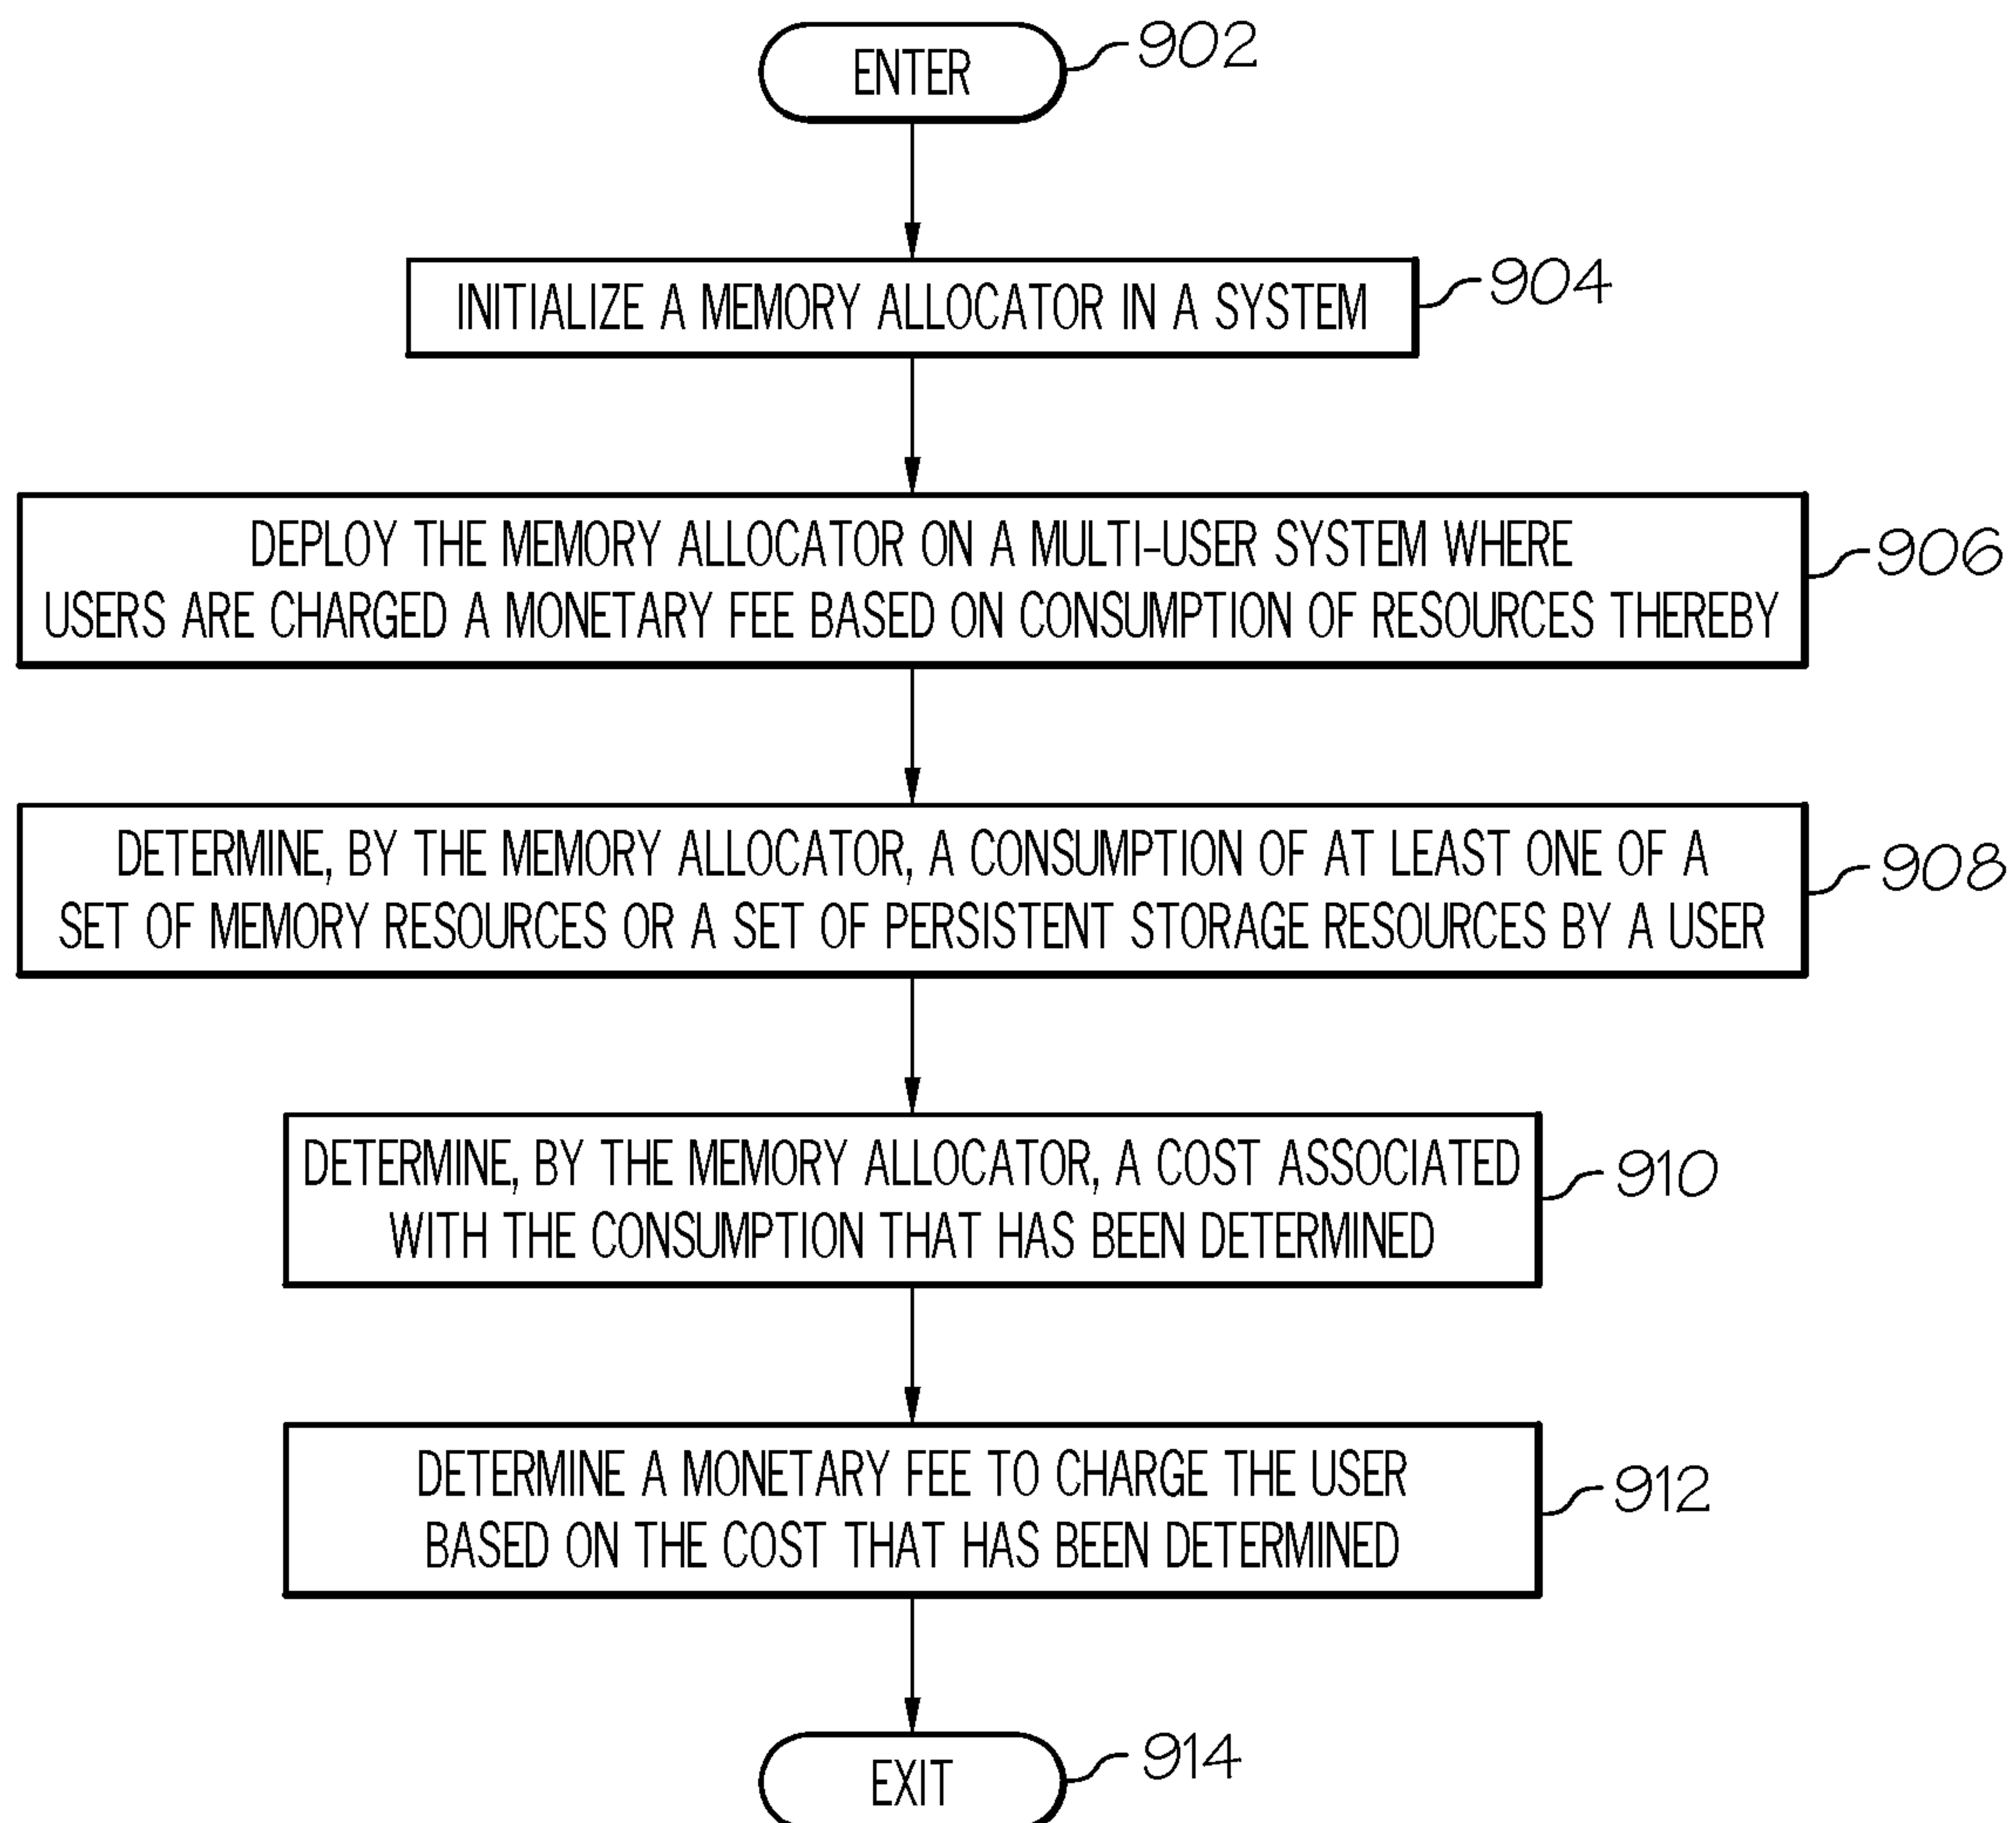 ENTER
902
INITIALIZE A MEMORY ALLOCATOR IN A SYSTEM
904
DEPLOY THE MEMORY ALLOCATOR ON A MULTI-USER SYSTEM WHERE
USERS ARE CHARGED A MONETARY FEE BASED ON CONSUMPTION OF RESOURCES THEREBY
906
DETERMINE, BY THE MEMORY ALLOCATOR, A CONSUMPTION OF AT LEAST ONE OF A
SET OF MEMORY RESOURCES OR A SET OF PERSISTENT STORAGE RESOURCES BY A USER
908
DETERMINE, BY THE MEMORY ALLOCATOR, A COST ASSOCIATED
WITH THE CONSUMPTION THAT HAS BEEN DETERMINED
910
DETERMINE A MONETARY FEE TO CHARGE THE USER
BASED ON THE COST THAT HAS BEEN DETERMINED
912
EXIT
914